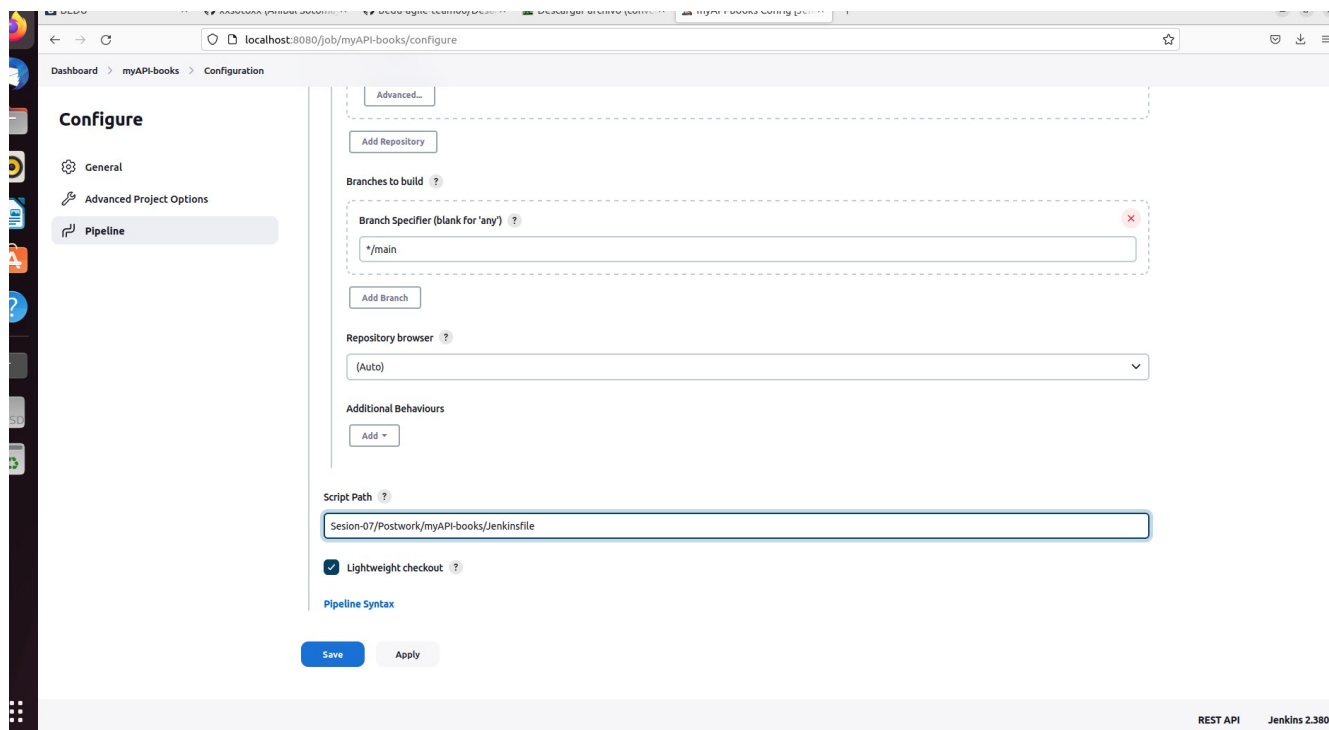 localhost:8080/job/myAPI-books/configure
Dashboard > myAPI-books > Configuration
Advanced...
Configure
Add Repository
General
Branches to build ?
Advanced Project Options
Branch Specifier (blank for 'any') ?
Pipeline
*/main
Add Branch
Repository browser ?
(Auto)
Additional Behaviours
Add
Script Path ?
Sesion-07/Postwork/myAPI-books/Jenkinsfile
Lightweight checkout ?
Pipeline Syntax
Save Apply
REST API Jenkins 2.380